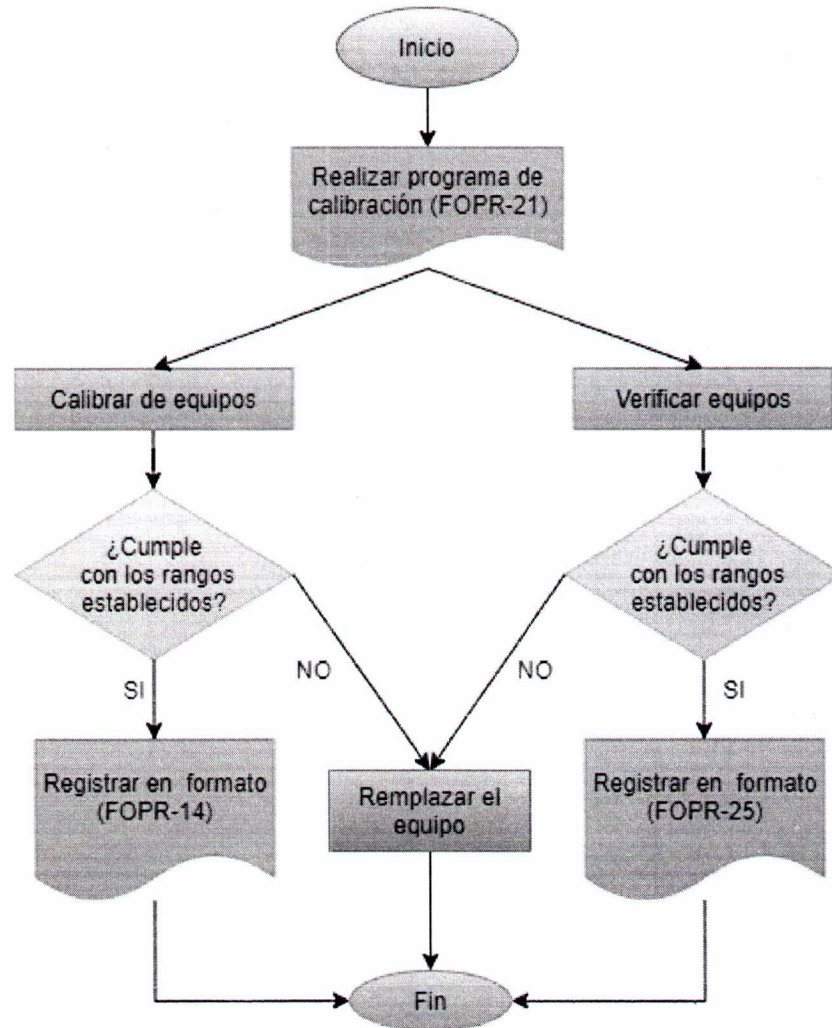 Inicio
Realizar programa de
calibración (FOPR-21)
Calibrar de equipos
Verificar equipos
¿Cumple
con los rangos
establecidos?
¿Cumple
con los rangos
establecidos?
NO
NO
SI
SI
Registrar en formato
(FOPR-14)
Remplazar el
equipo
Registrar en formato
(FOPR-25)
Fin